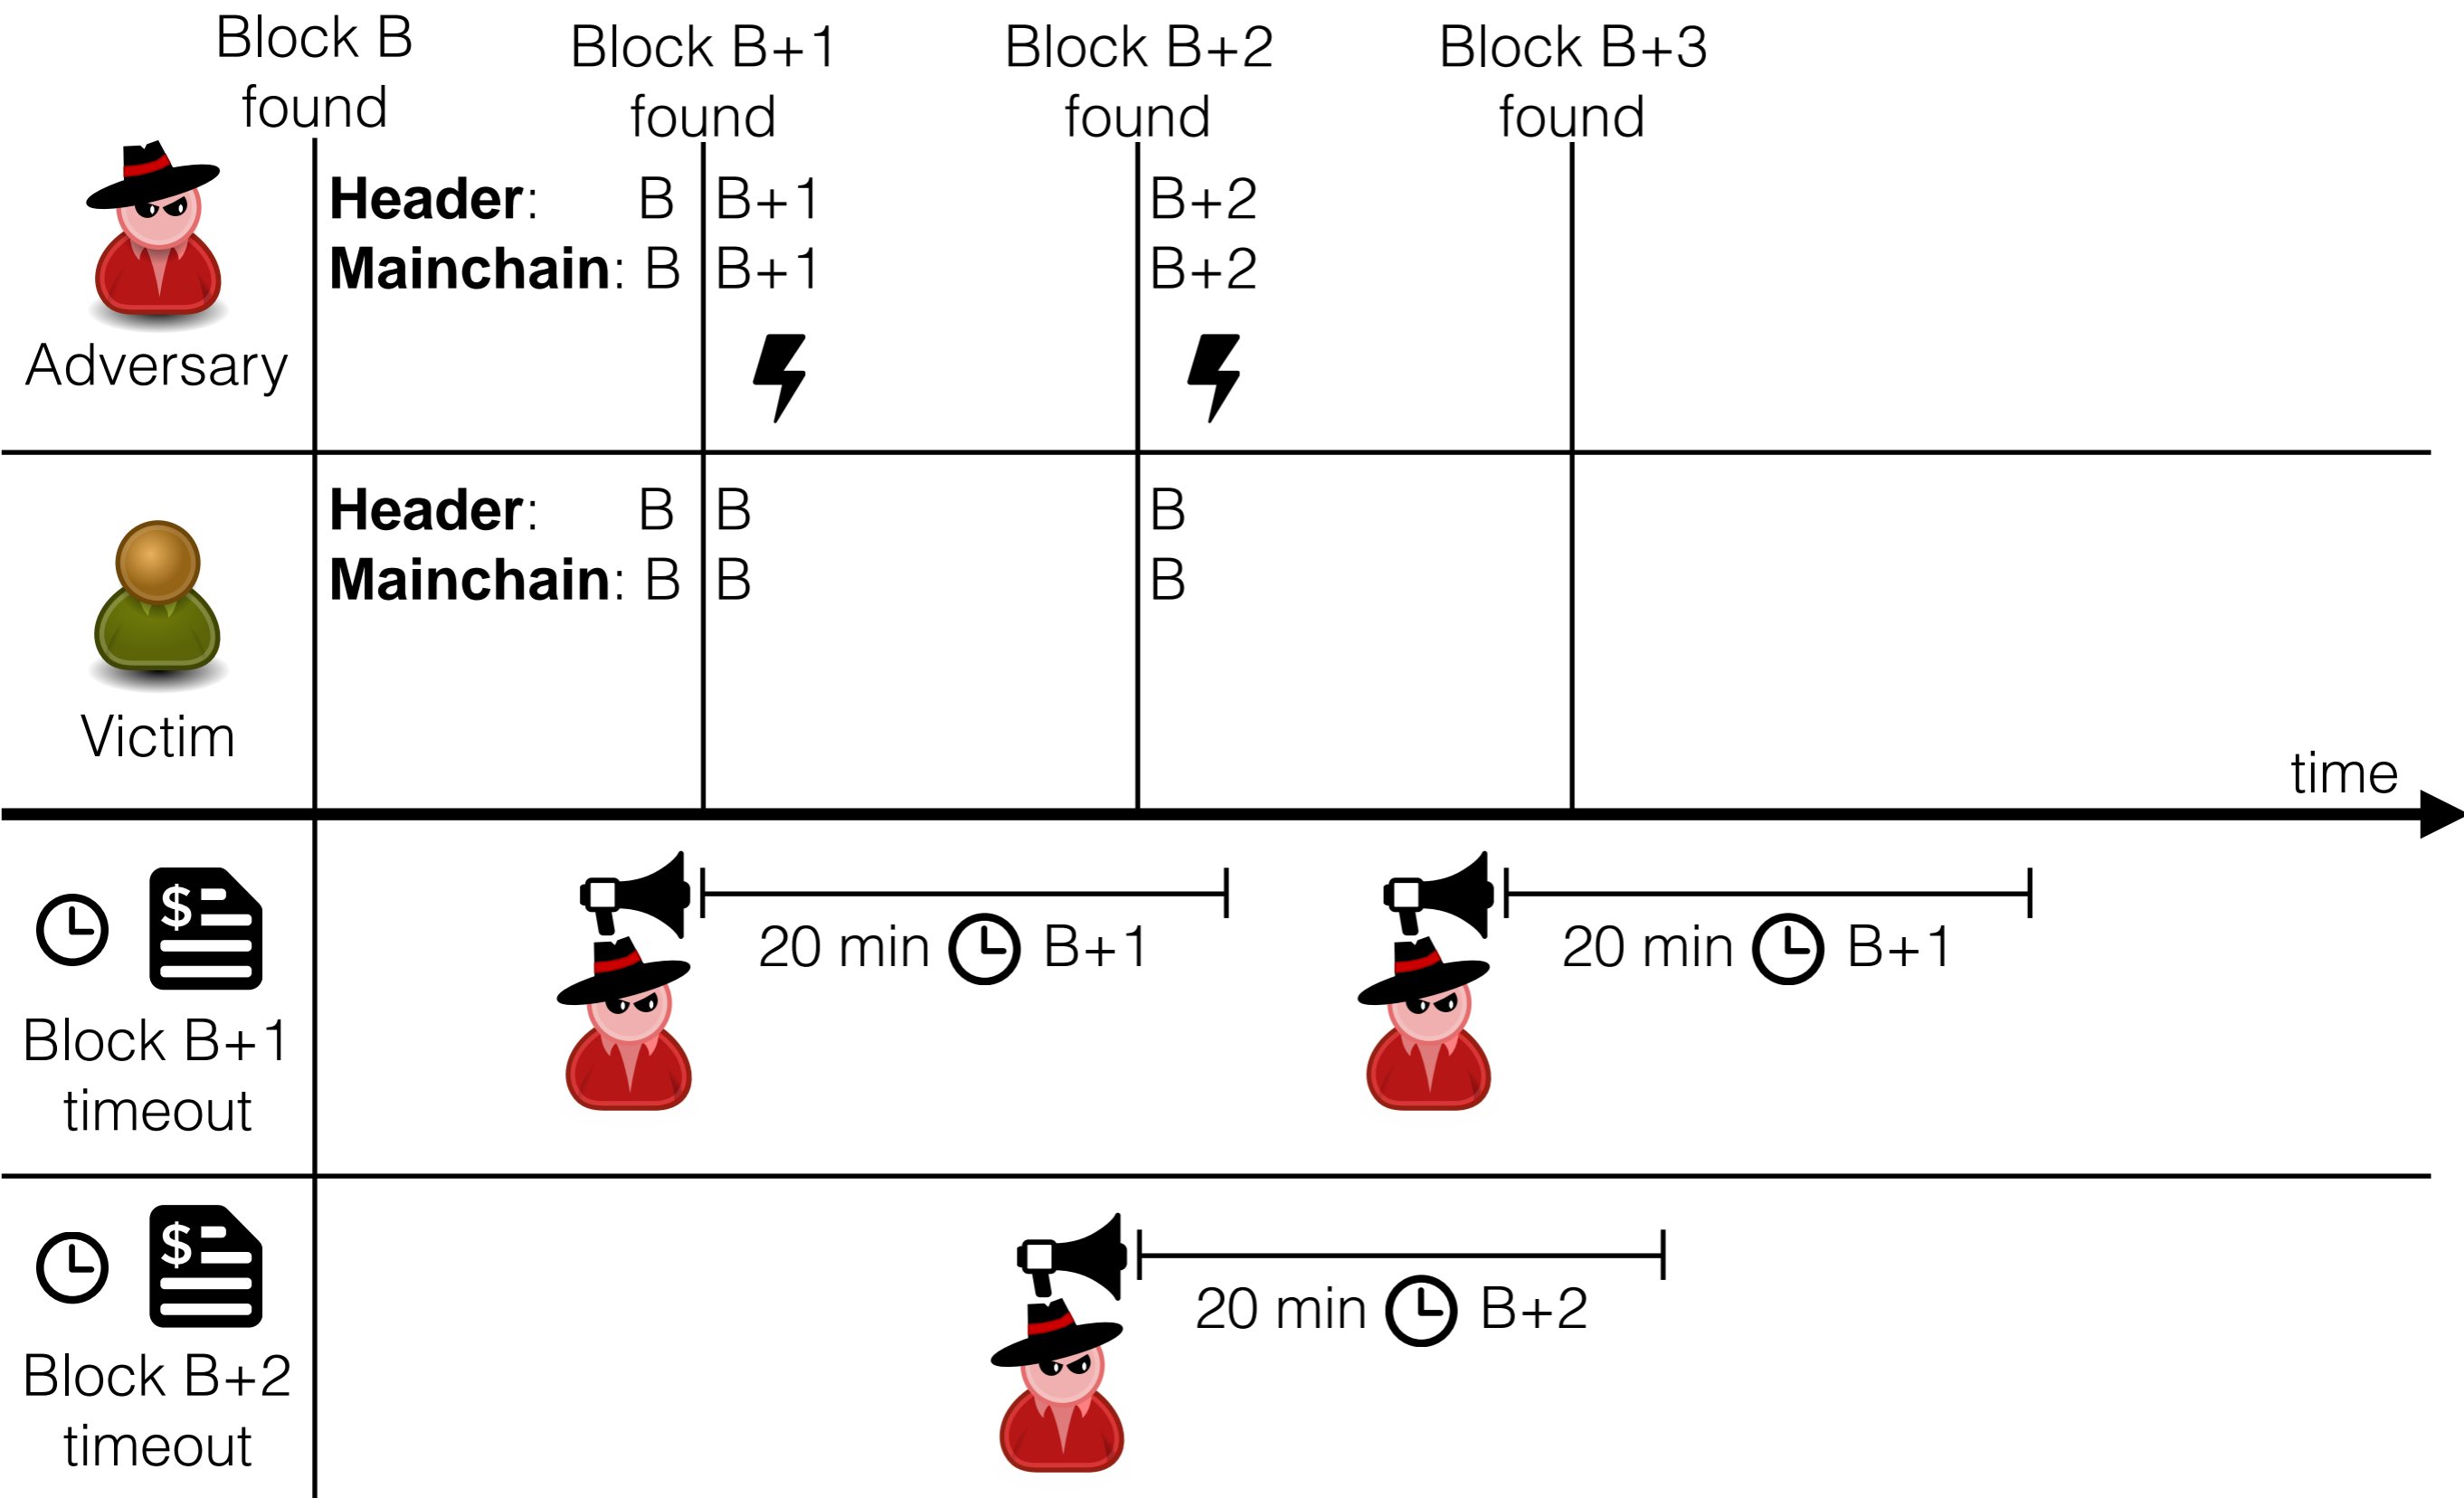 Block B
found
Block B+1
found
Block B+2
found
Block B+3
found
Header: B B+1 B+2
Mainchain: B B+1 B+2
Adversary
Header: B B B
Mainchain: B B B
Victim
time
$
20 min B+1 20 min B+1
Block B+1
timeout
$
20 min B+2
Block B+2
timeout